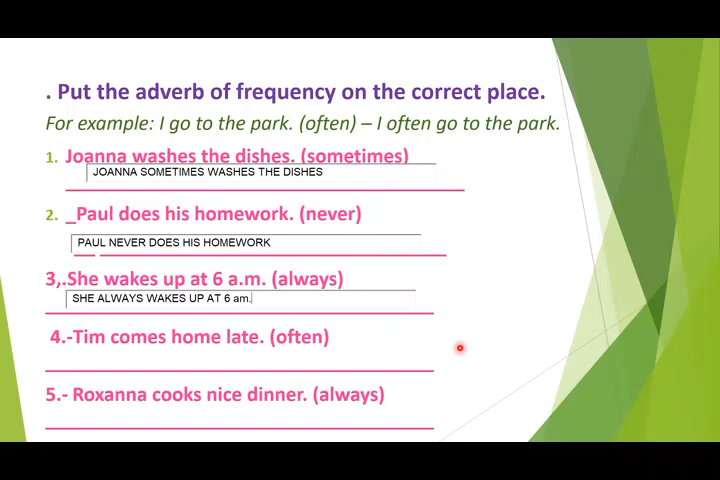 . Put the adverb of frequency on the correct place.
For example: I go to the park. (often) – I often go to the park.
1. Joanna washes the dishes. (sometimes)
JOANNA SOMETIMES WASHES THE DISHES
2. _Paul does his homework. (never)
PAUL NEVER DOES HIS HOMEWORK
3,.She wakes up at 6 a.m. (always)
SHE ALWAYS WAKES UP AT 6 am.
4.-Tim comes home late. (often)
5.- Roxanna cooks nice dinner. (always)